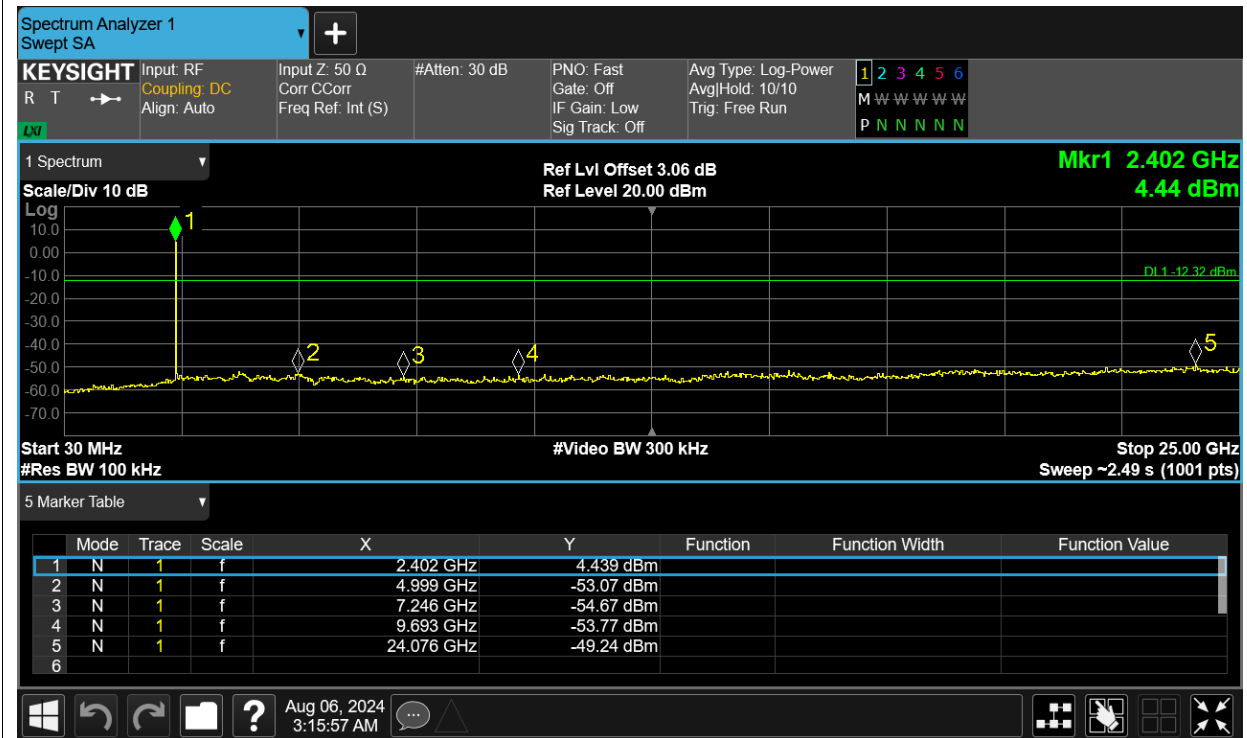 Spectrum Analyzer 1
Swept SA
+
KEYSIGHT Input: RF Input Z: 50 Ω #Atten: 30 dB PNO: Fast Avg Type: Log-Power 1 2 3 4 5 6
R T Coupling: DC Corr CCorr Gate: Off Avg|Hold: 10/10 M W W W W W
Align: Auto Freq Ref: Int (S) IF Gain: Low Trig: Free Run
LXI Sig Track: Off P N N N N N
1 Spectrum Ref Lvl Offset 3.06 dB Mkr1 2.402 GHz
Scale/Div 10 dB Ref Level 20.00 dBm 4.44 dBm
Log
1
10.0
0.00
-10.0 DL1 -12.32 dBm
-20.0
-30.0
-40.0 2 3 4 5
-50.0
-60.0
-70.0
Start 30 MHz #Video BW 300 kHz Stop 25.00 GHz
#Res BW 100 kHz Sweep ~2.49 s (1001 pts)
5 Marker Table
Mode Trace Scale X Y Function Function Width Function Value
1 N 1 f 2.402 GHz 4.439 dBm
2 N 1 f 4.999 GHz -53.07 dBm
3 N 1 f 7.246 GHz -54.67 dBm
4 N 1 f 9.693 GHz -53.77 dBm
5 N 1 f 24.076 GHz -49.24 dBm
6
? Aug 06, 2024
3:15:57 AM